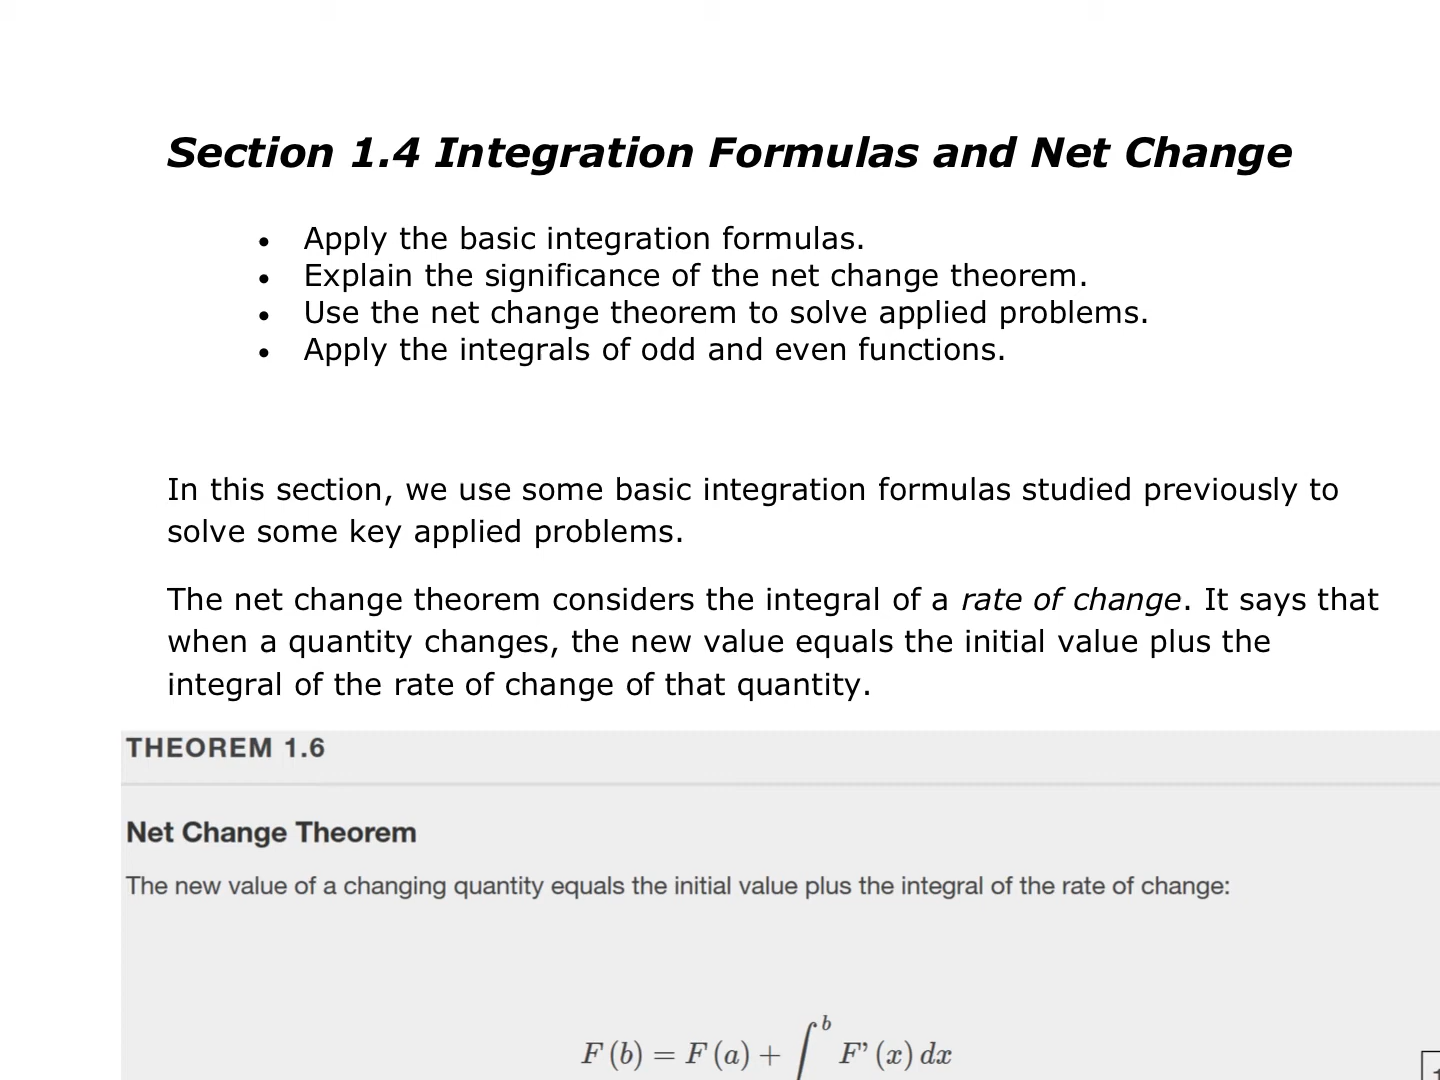 Section 1.4 Integration Formulas and Net Change
• Apply the basic integration formulas.
• Explain the significance of the net change theorem.
• Use the net change theorem to solve applied problems.
• Apply the integrals of odd and even functions.
In this section, we use some basic integration formulas studied previously to
solve some key applied problems.
The net change theorem considers the integral of a rate of change. It says that
when a quantity changes, the new value equals the initial value plus the
integral of the rate of change of that quantity.
THEOREM 1.6
Net Change Theorem
The new value of a changing quantity equals the initial value plus the integral of the rate of change:
F (b) = F (a) + ∫ᵇ F’ (x) dx